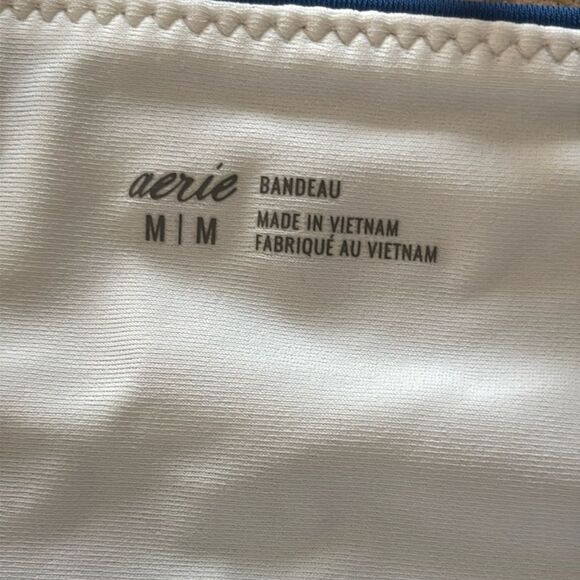 aerie BANDEAU
M | M MADE IN VIETNAM
FABRIQUÉ AU VIETNAM